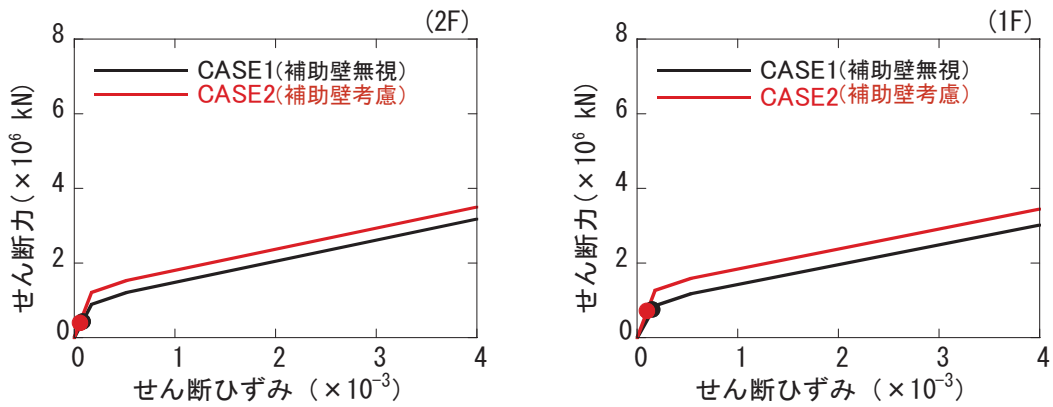 (2F)
8
6
4
2
0
せん断力(×10⁶ kN)
CASE1(補助壁無視)
CASE2(補助壁考慮)
0 1 2 3 4
せん断ひずみ (×10⁻³)
(1F)
8
6
4
2
0
せん断力(×10⁶ kN)
CASE1(補助壁無視)
CASE2(補助壁考慮)
0 1 2 3 4
せん断ひずみ (×10⁻³)